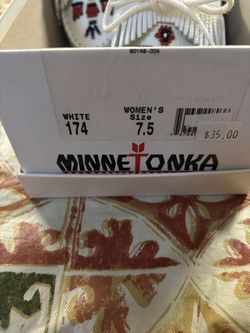 WHITE
174
WOMEN'S
Size
7.5
$35.00
MINNETONKA